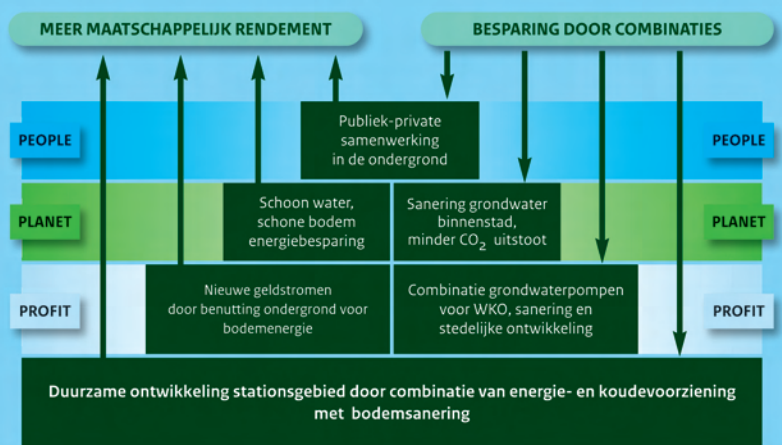 MEER MAATSCHAPPELIJK RENDEMENT
BESPARING DOOR COMBINATIES
PEOPLE
Publiek-private
samenwerking
in de ondergrond
PEOPLE
PLANET
Schoon water,
schone bodem
energiebesparing
Sanering grondwater
binnenstad,
minder CO₂ uitstoot
PLANET
PROFIT
Nieuwe geldstromen
door benutting ondergrond voor
bodemenergie
Combinatie grondwaterpompen
voor WKO, sanering en
stedelijke ontwikkeling
PROFIT
Duurzame ontwikkeling stationsgebied door combinatie van energie- en koudevoorziening
met bodemsanering